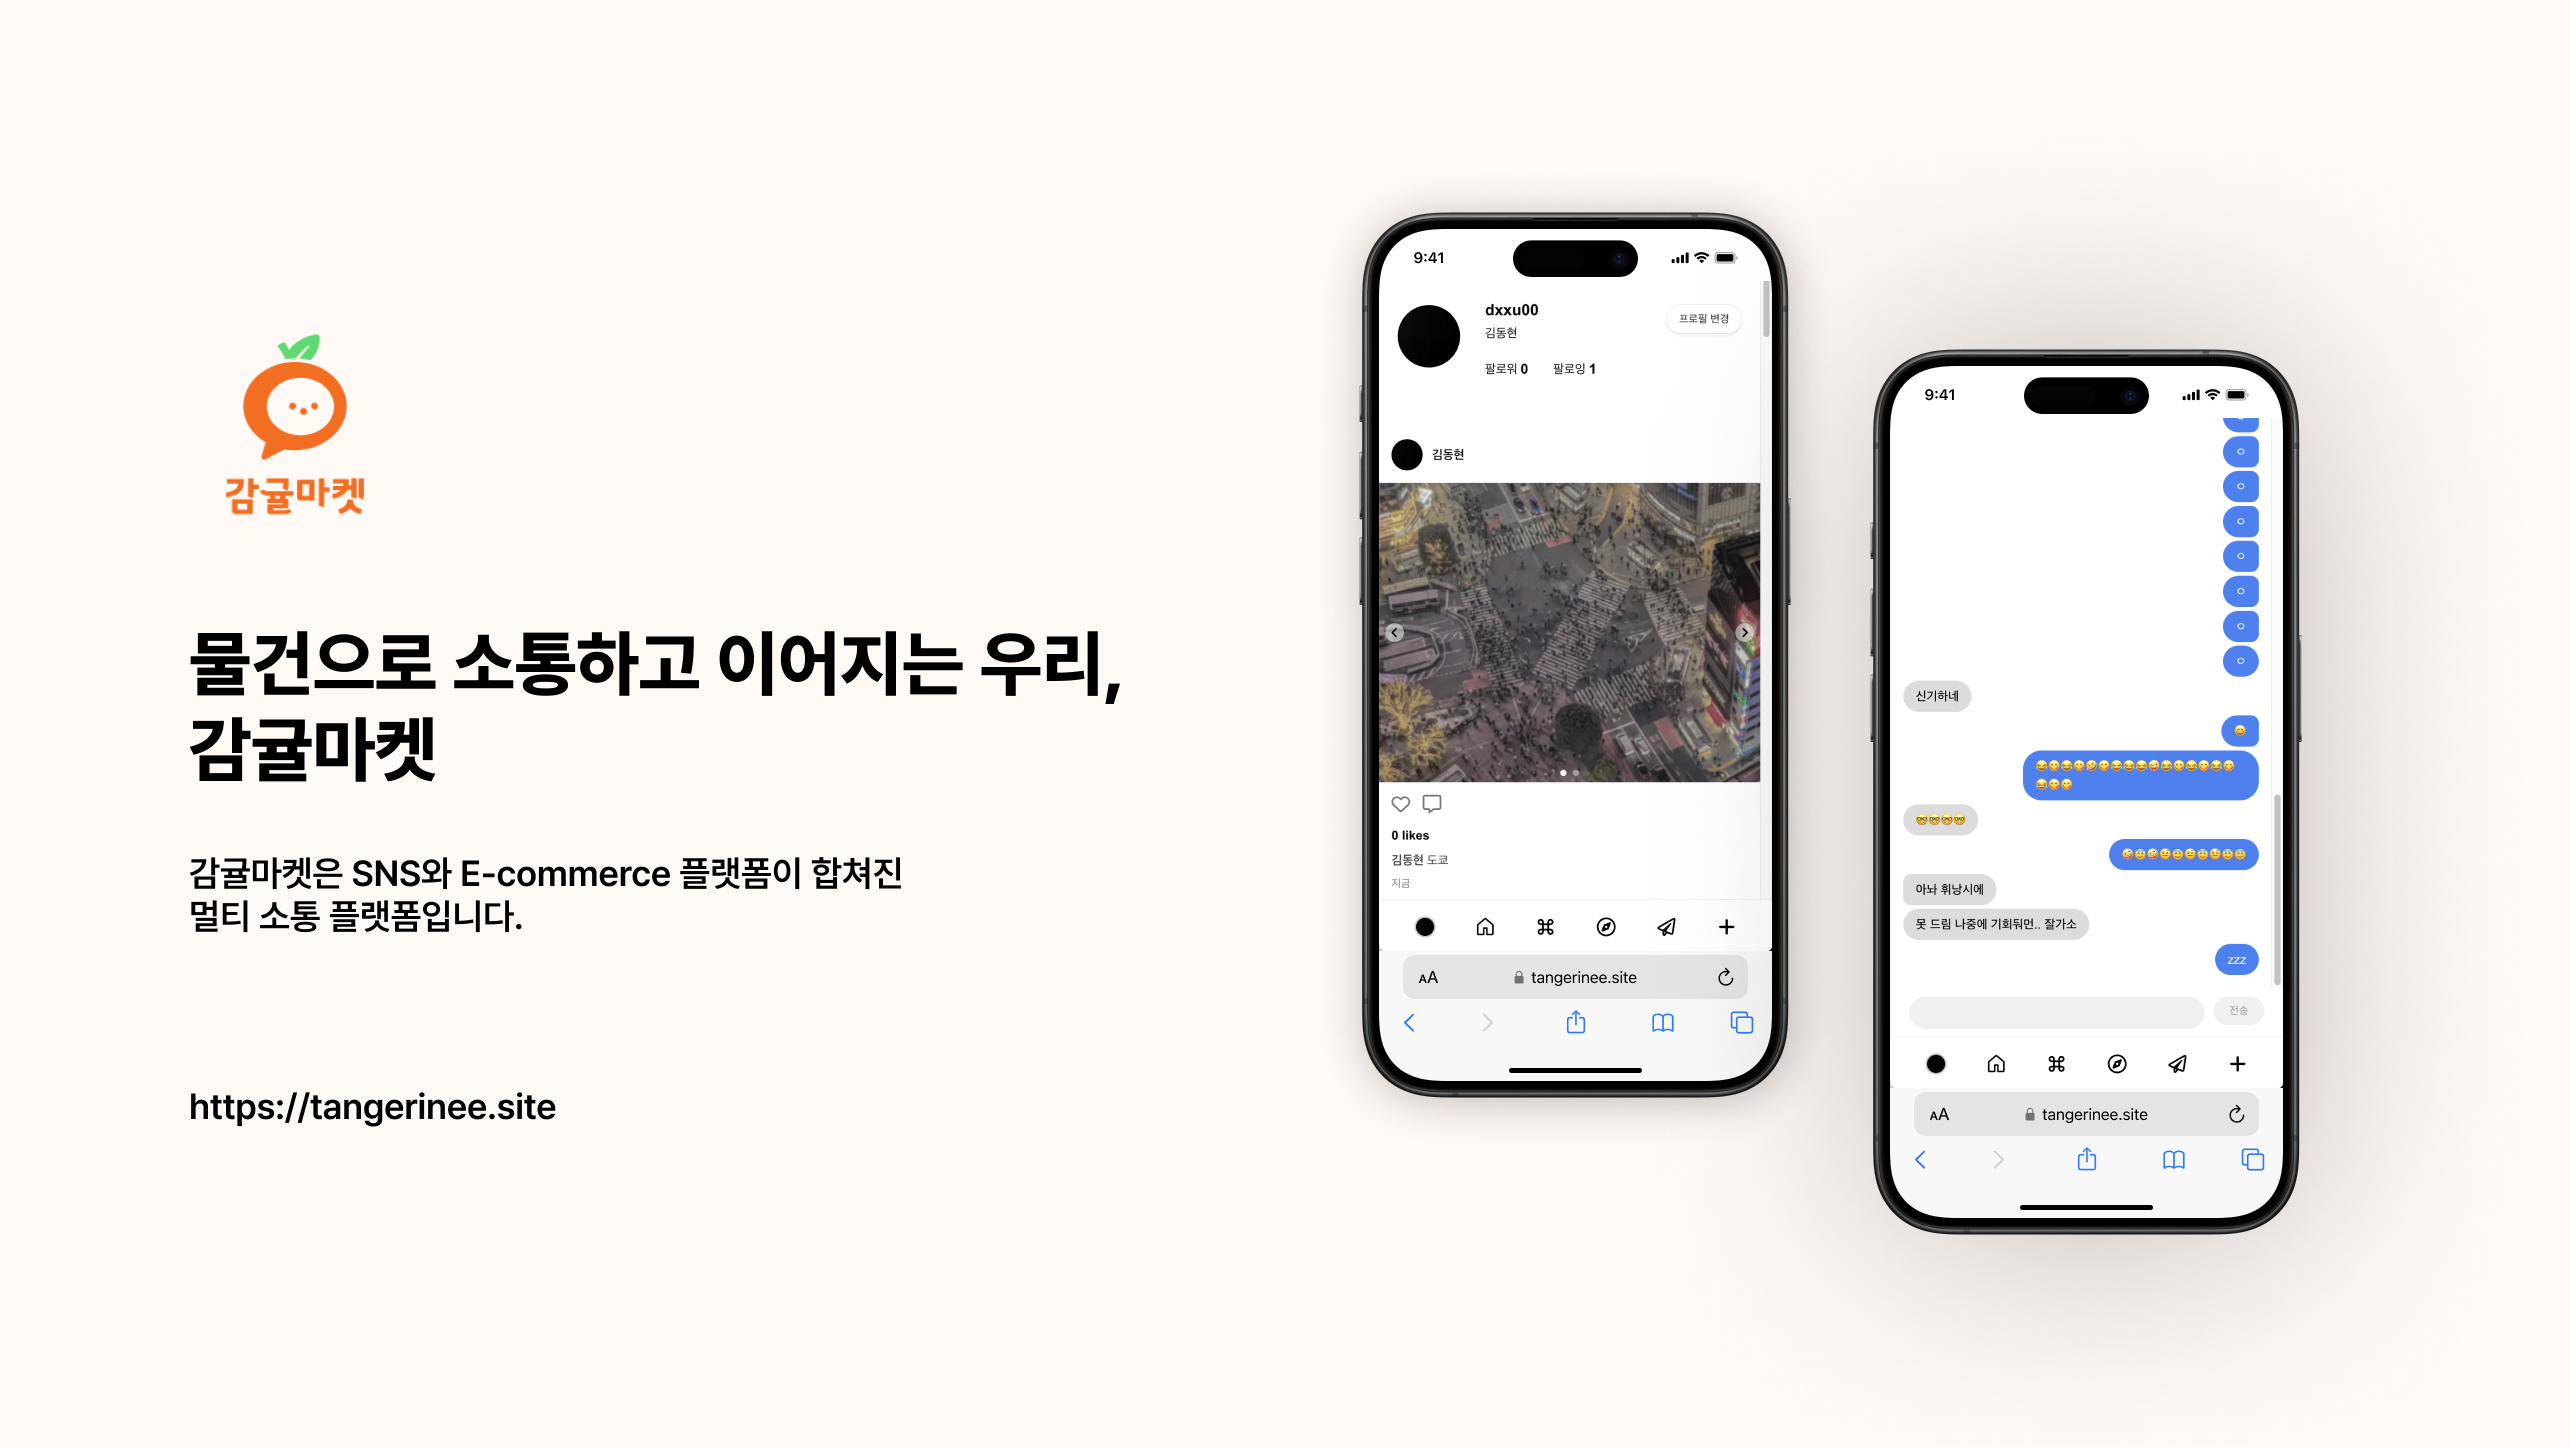 감귤마켓
물건으로 소통하고 이어지는 우리,
감귤마켓
감귤마켓은 SNS와 E-commerce 플랫폼이 합쳐진
멀티 소통 플랫폼입니다.
https://tangerinee.site
9:41
dxxu00
프로필 변경
김동현
팔로워 0 팔로잉 1
김동현
0 likes
김동현 도쿄
지금
AA tangerinee.site
9:41
ㅇ
ㅇ
ㅇ
ㅇ
ㅇ
ㅇ
ㅇ
신기하네
아놔 휘낭시에
못 드림 나중에 기회둬먼.. 잘가소
zzz
전송
AA tangerinee.site